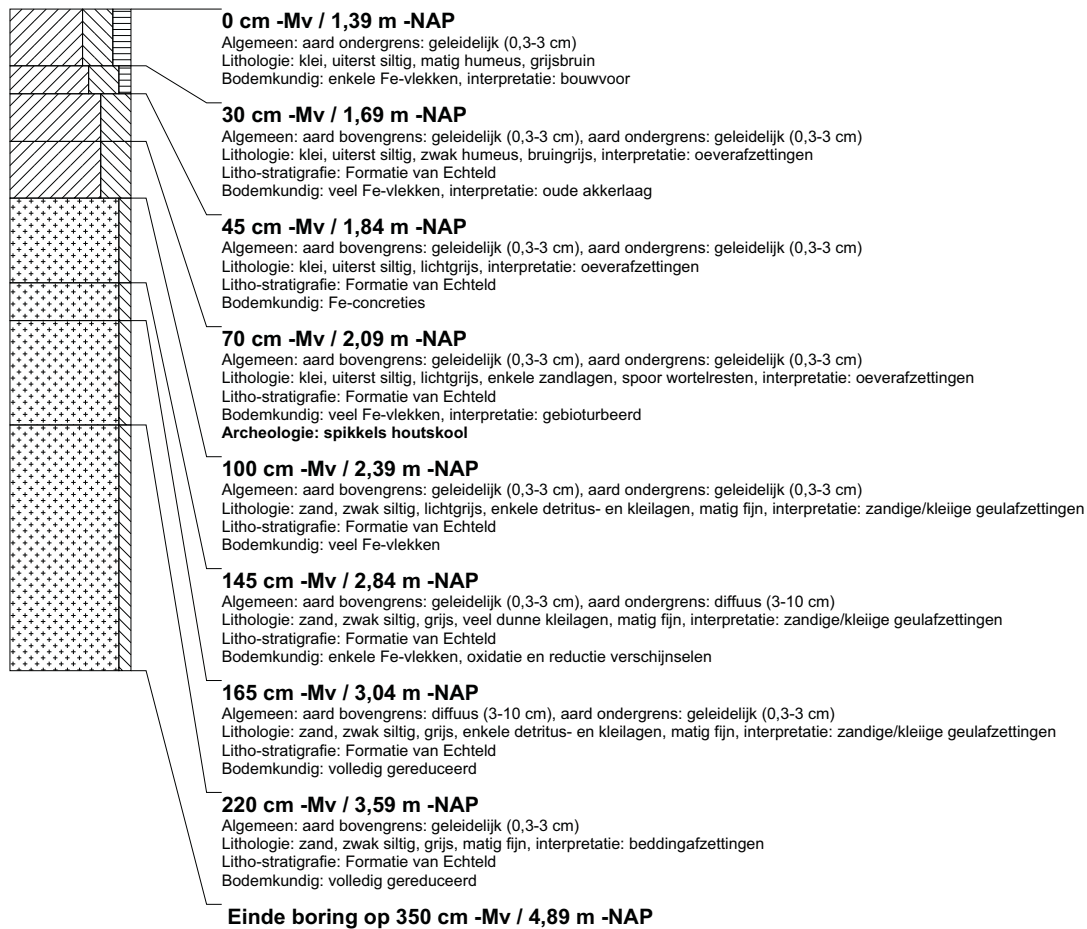 0 cm -Mv / 1,39 m -NAP
Algemeen: aard ondergrens: geleidelijk (0,3-3 cm)
Lithologie: klei, uiterst siltig, matig humeus, grijsbruin
Bodemkundig: enkele Fe-vlekken, interpretatie: bouwvoor
30 cm -Mv / 1,69 m -NAP
Algemeen: aard bovengrens: geleidelijk (0,3-3 cm), aard ondergrens: geleidelijk (0,3-3 cm)
Lithologie: klei, uiterst siltig, zwak humeus, bruingrijs, interpretatie: oeverafzettingen
Litho-stratigrafie: Formatie van Echteld
Bodemkundig: veel Fe-vlekken, interpretatie: oude akkerlaag
45 cm -Mv / 1,84 m -NAP
Algemeen: aard bovengrens: geleidelijk (0,3-3 cm), aard ondergrens: geleidelijk (0,3-3 cm)
Lithologie: klei, uiterst siltig, lichtgrijs, interpretatie: oeverafzettingen
Litho-stratigrafie: Formatie van Echteld
Bodemkundig: Fe-concreties
70 cm -Mv / 2,09 m -NAP
Algemeen: aard bovengrens: geleidelijk (0,3-3 cm), aard ondergrens: geleidelijk (0,3-3 cm)
Lithologie: klei, uiterst siltig, lichtgrijs, enkele zandlagen, spoor wortelresten, interpretatie: oeverafzettingen
Litho-stratigrafie: Formatie van Echteld
Bodemkundig: veel Fe-vlekken, interpretatie: gebioturbeerd
Archeologie: spikkels houtskool
100 cm -Mv / 2,39 m -NAP
Algemeen: aard bovengrens: geleidelijk (0,3-3 cm), aard ondergrens: geleidelijk (0,3-3 cm)
Lithologie: zand, zwak siltig, lichtgrijs, enkele detritus- en kleilagen, matig fijn, interpretatie: zandige/kleiige geulafzettingen
Litho-stratigrafie: Formatie van Echteld
Bodemkundig: veel Fe-vlekken
145 cm -Mv / 2,84 m -NAP
Algemeen: aard bovengrens: geleidelijk (0,3-3 cm), aard ondergrens: diffuus (3-10 cm)
Lithologie: zand, zwak siltig, grijs, veel dunne kleilagen, matig fijn, interpretatie: zandige/kleiige geulafzettingen
Litho-stratigrafie: Formatie van Echteld
Bodemkundig: enkele Fe-vlekken, oxidatie en reductie verschijnselen
165 cm -Mv / 3,04 m -NAP
Algemeen: aard bovengrens: diffuus (3-10 cm), aard ondergrens: geleidelijk (0,3-3 cm)
Lithologie: zand, zwak siltig, grijs, enkele detritus- en kleilagen, matig fijn, interpretatie: zandige/kleiige geulafzettingen
Litho-stratigrafie: Formatie van Echteld
Bodemkundig: volledig gereduceerd
220 cm -Mv / 3,59 m -NAP
Algemeen: aard bovengrens: geleidelijk (0,3-3 cm)
Lithologie: zand, zwak siltig, grijs, matig fijn, interpretatie: beddingafzettingen
Litho-stratigrafie: Formatie van Echteld
Bodemkundig: volledig gereduceerd
Einde boring op 350 cm -Mv / 4,89 m -NAP